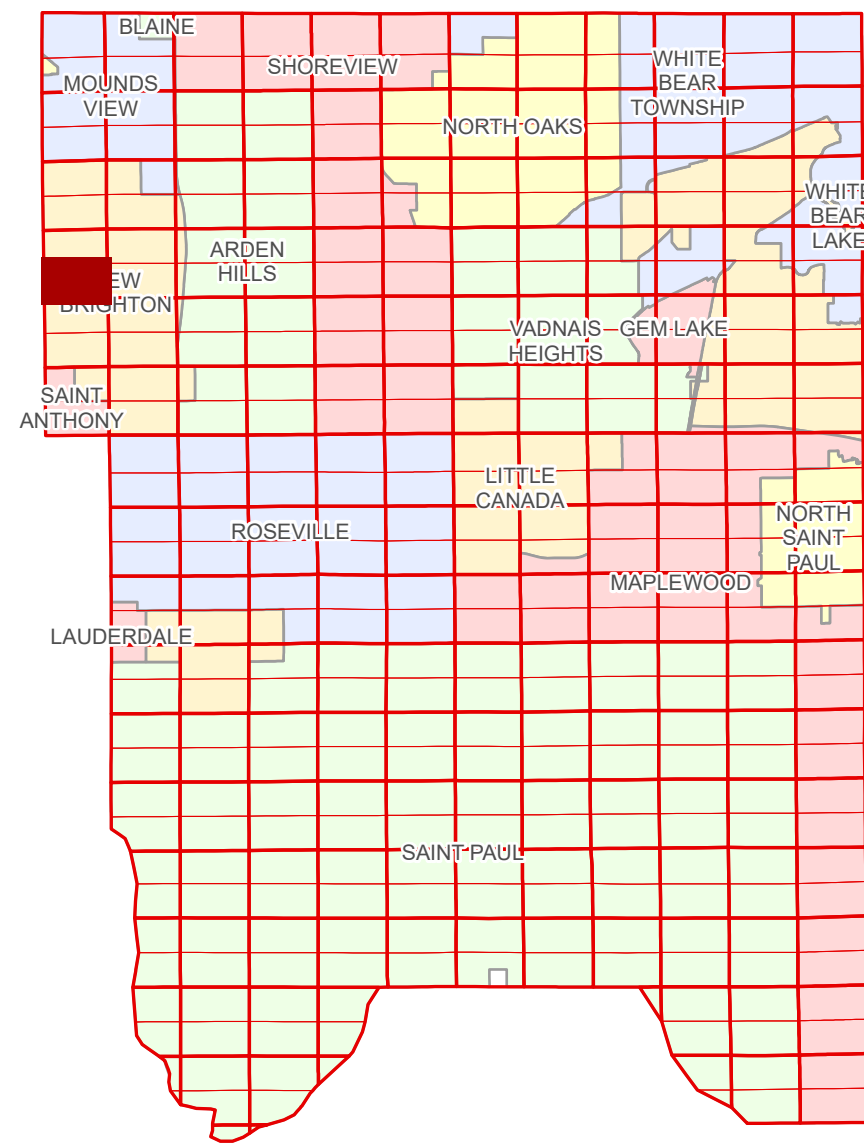 BLAINE
SHOREVIEW
MOUNDS
VIEW
WHITE
BEAR
TOWNSHIP
NORTH OAKS
WHITE
BEAR
LAKE
ARDEN
HILLS
EW
BRIGHTON
VADNAIS
HEIGHTS
GEM LAKE
SAINT
ANTHONY
LITTLE
CANADA
ROSEVILLE
NORTH
SAINT
PAUL
MAPLEWOOD
LAUDERDALE
SAINT PAUL